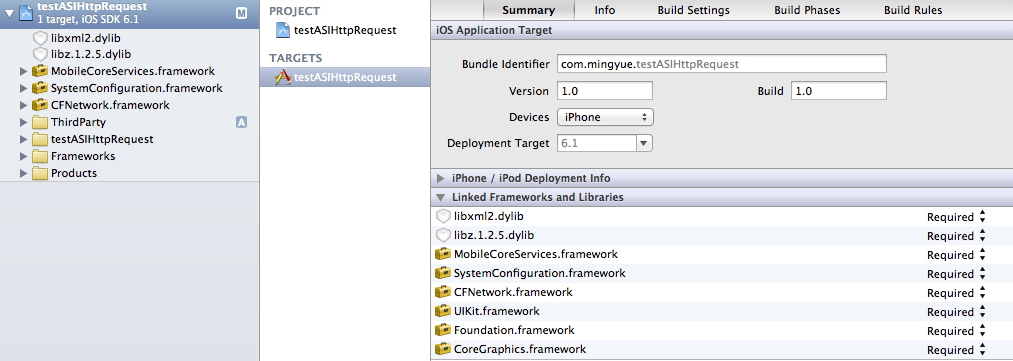 testASIHttpRequest
M
1 target, iOS SDK 6.1
libxml2.dylib
libz.1.2.5.dylib
MobileCoreServices.framework
SystemConfiguration.framework
CFNetwork.framework
ThirdParty
A
testASIHttpRequest
Frameworks
Products
PROJECT
testASIHttpRequest
TARGETS
testASIHttpRequest
Summary Info Build Settings Build Phases Build Rules
iOS Application Target
Bundle Identifier com.mingyue.testASIHttpRequest
Version 1.0 Build 1.0
Devices iPhone
Deployment Target 6.1
iPhone / iPod Deployment Info
Linked Frameworks and Libraries
libxml2.dylib Required
libz.1.2.5.dylib Required
MobileCoreServices.framework Required
SystemConfiguration.framework Required
CFNetwork.framework Required
UIKit.framework Required
Foundation.framework Required
CoreGraphics.framework Required